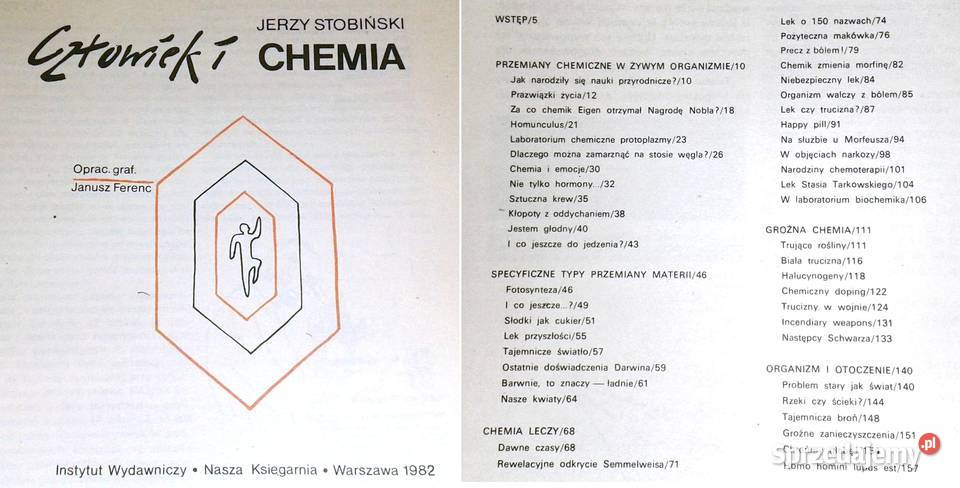 JERZY STOBIŃSKI
Człowiek i CHEMIA
Oprac. graf.
Janusz Ferenc
Instytut Wydawniczy • Nasza Księgarnia • Warszawa 1982
WSTĘP/5
PRZEMIANY CHEMICZNE W ŻYWYM ORGANIZMIE/10
Jak narodziły się nauki przyrodnicze?/10
Prazwiązki życia/12
Za co chemik Eigen otrzymał Nagrodę Nobla?/18
Homunculus/21
Laboratorium chemiczne protoplazmy/23
Dlaczego można zamarznąć na stosie węgla?/26
Chemia i emocje/30
Nie tylko hormony.../32
Sztuczna krew/35
Kłopoty z oddychaniem/38
Jestem głodny/40
I co jeszcze do jedzenia?/43
SPECYFICZNE TYPY PRZEMIANY MATERII/46
Fotosynteza/46
I co jeszcze...?/49
Słodki jak cukier/51
Lek przyszłości/55
Tajemnicze światło/57
Ostatnie doświadczenia Darwina/59
Barwnie, to znaczy — ładnie/61
Nasze kwiaty/64
CHEMIA LECZY/68
Dawne czasy/68
Rewelacyjne odkrycie Semmelweisa/71
Lek o 150 nazwach/74
Pożyteczna makówka/76
Precz z bólem!/79
Chemik zmienia morfinę/82
Niebezpieczny lek/84
Organizm walczy z bólem/85
Lek czy trucizna?/87
Happy pill/91
Na służbie u Morfeusza/94
W objęciach narkozy/98
Narodziny chemoterapii/101
Lek Stasia Tarkowskiego/104
W laboratorium biochemika/106
GROŹNA CHEMIA/111
Trujące rośliny/111
Biała trucizna/116
Halucynogeny/118
Chemiczny doping/122
Trucizny w wojnie/124
Incendiary weapons/131
Następcy Schwarza/133
ORGANIZM I OTOCZENIE/140
Problem stary jak świat/140
Rzeki czy ścieki?/144
Tajemnicza broń/148
Groźne zanieczyszczenia/151
Homo homini lupus est/157
Sprzedajemy.pl